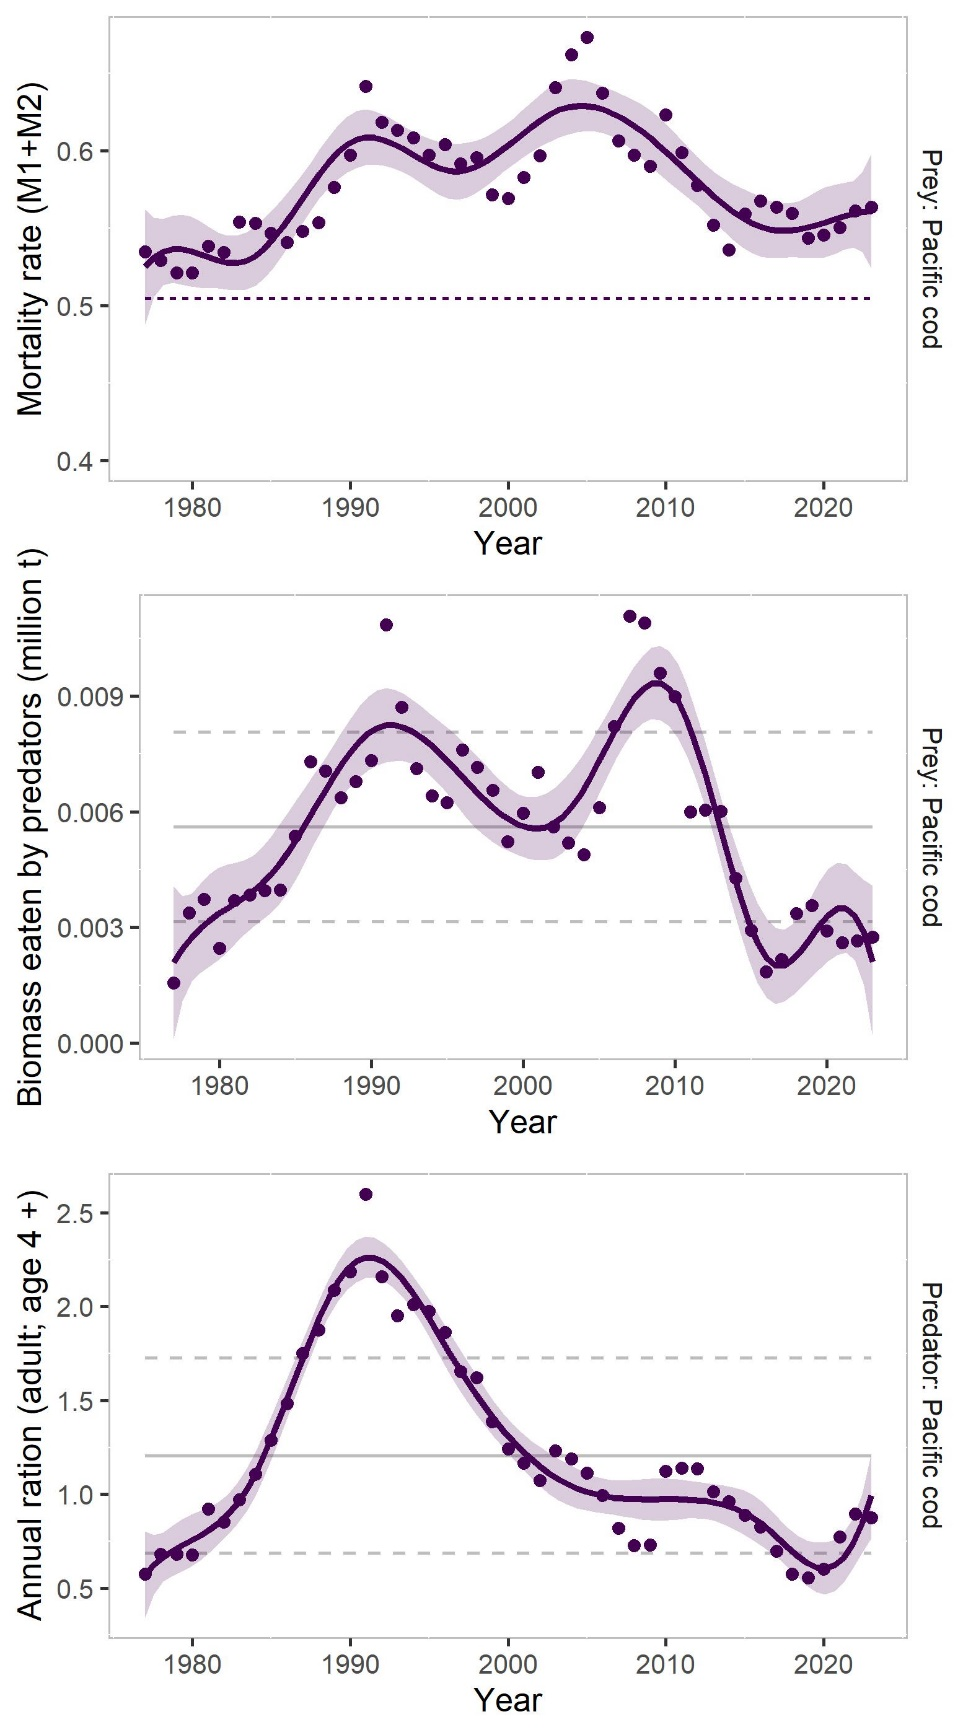 Mortality rate (M1+M2)
0.6
0.5
0.4
1980 1990 2000 2010 2020
Year
Prey: Pacific cod
Biomass eaten by predators (million t)
0.009
0.006
0.003
0.000
1980 1990 2000 2010 2020
Year
Prey: Pacific cod
Annual ration (adult; age 4 +)
2.5
2.0
1.5
1.0
0.5
1980 1990 2000 2010 2020
Year
Predator: Pacific cod